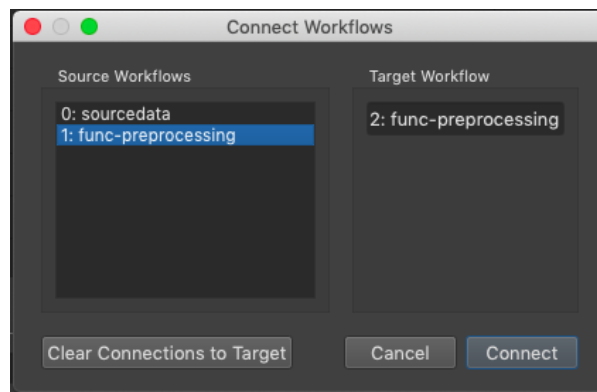 Connect Workflows
Source Workflows
0: sourcedata
1: func-preprocessing
Target Workflow
2: func-preprocessing
Clear Connections to Target
Cancel
Connect